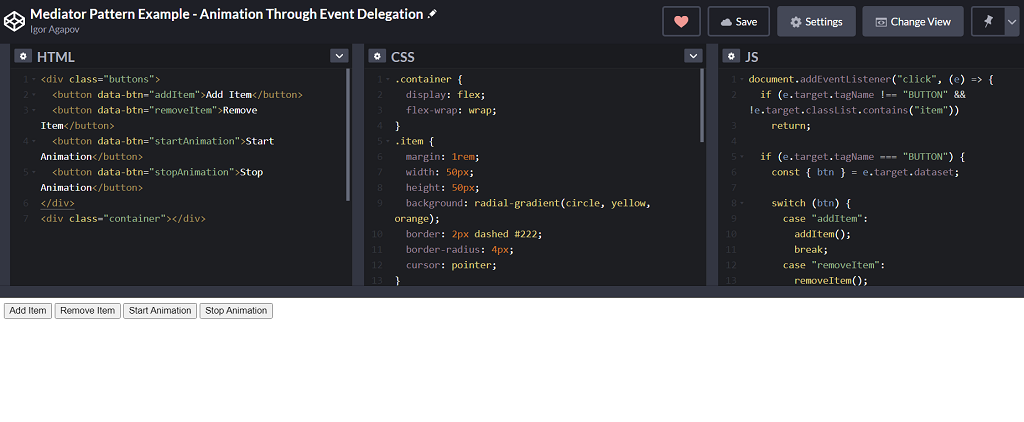 Mediator Pattern Example - Animation Through Event Delegation
Igor Agapov
Save
Settings
Change View
HTML
1 <div class="buttons">
2 <button data-btn="addItem">Add Item</button>
3 <button data-btn="removeItem">Remove
Item</button>
4 <button data-btn="startAnimation">Start
Animation</button>
5 <button data-btn="stopAnimation">Stop
Animation</button>
6 </div>
7 <div class="container"></div>
CSS
1 .container {
2 display: flex;
3 flex-wrap: wrap;
4 }
5 .item {
6 margin: 1rem;
7 width: 50px;
8 height: 50px;
9 background: radial-gradient(circle, yellow,
orange);
10 border: 2px dashed #222;
11 border-radius: 4px;
12 cursor: pointer;
13 }
JS
1 document.addEventListener("click", (e) => {
2 if (e.target.tagName !== "BUTTON" &&
!e.target.classList.contains("item"))
3 return;
4
5 if (e.target.tagName === "BUTTON") {
6 const { btn } = e.target.dataset;
7
8 switch (btn) {
9 case "addItem":
10 addItem();
11 break;
12 case "removeItem":
13 removeItem();
Add Item
Remove Item
Start Animation
Stop Animation